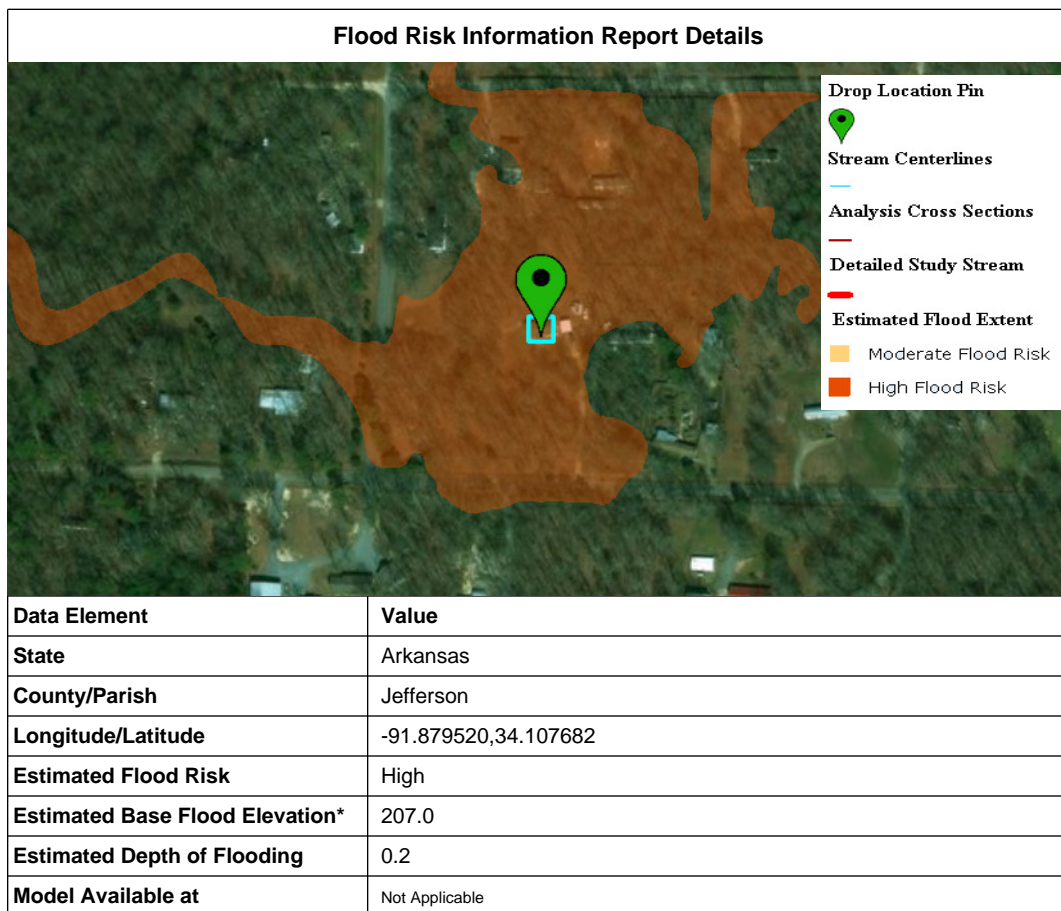 Flood Risk Information Report Details
Drop Location Pin
Stream Centerlines
Analysis Cross Sections
Detailed Study Stream
Estimated Flood Extent
Moderate Flood Risk
High Flood Risk
Data Element Value
State Arkansas
County/Parish Jefferson
Longitude/Latitude -91.879520,34.107682
Estimated Flood Risk High
Estimated Base Flood Elevation* 207.0
Estimated Depth of Flooding 0.2
Model Available at Not Applicable